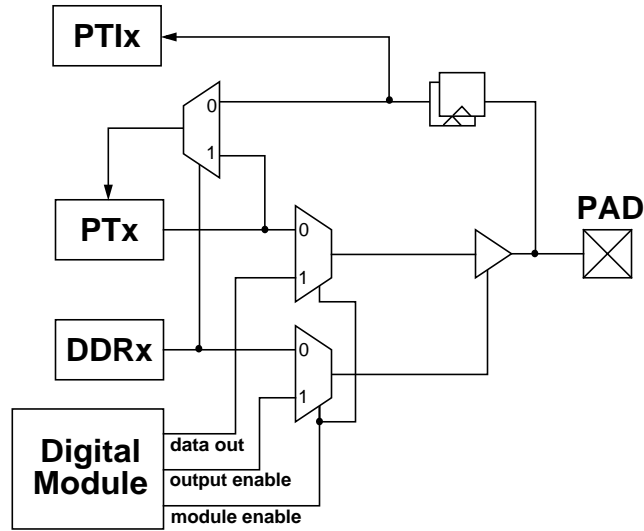 PTIx
0
1
PTx
PAD
0
1
DDRx
0
1
Digital
Module
data out
output enable
module enable